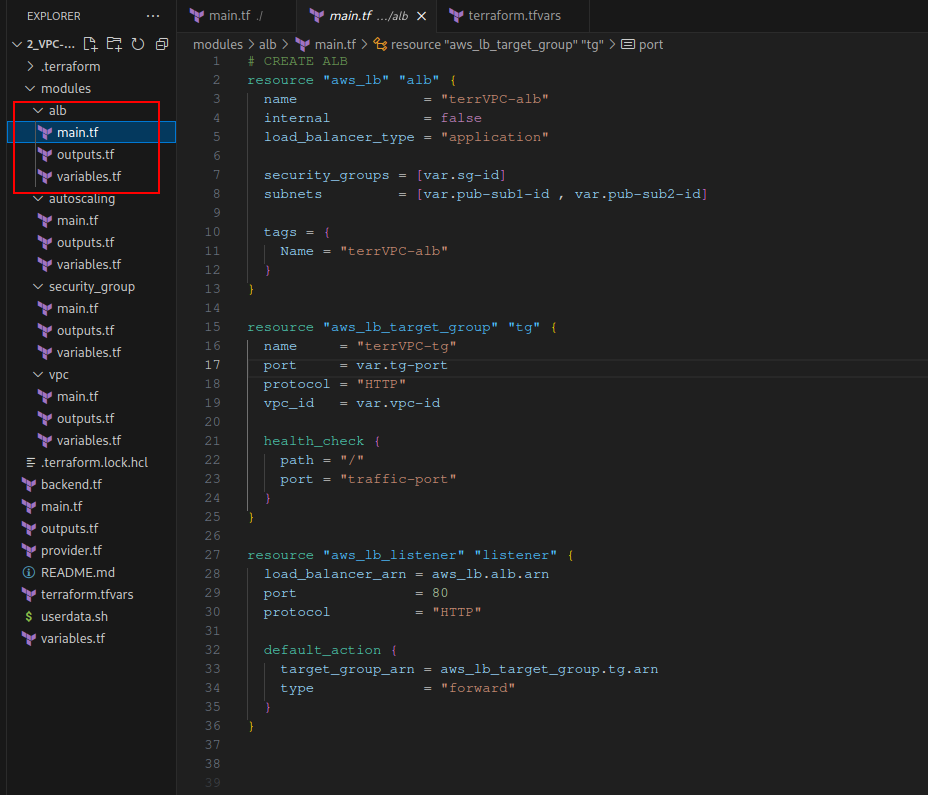 EXPLORER
···
main.tf ./
main.tf .../alb
terraform.tfvars
2_VPC-...
modules > alb > main.tf > resource "aws_lb_target_group" "tg" > port
.terraform
modules
alb
main.tf
outputs.tf
variables.tf
autoscaling
main.tf
outputs.tf
variables.tf
security_group
main.tf
outputs.tf
variables.tf
vpc
main.tf
outputs.tf
variables.tf
.terraform.lock.hcl
backend.tf
main.tf
outputs.tf
provider.tf
README.md
terraform.tfvars
$ userdata.sh
variables.tf
1 # CREATE ALB
2 resource "aws_lb" "alb" {
3 name = "terrVPC-alb"
4 internal = false
5 load_balancer_type = "application"
6
7 security_groups = [var.sg-id]
8 subnets = [var.pub-sub1-id , var.pub-sub2-id]
9
10 tags = {
11 Name = "terrVPC-alb"
12 }
13 }
14
15 resource "aws_lb_target_group" "tg" {
16 name = "terrVPC-tg"
17 port = var.tg-port
18 protocol = "HTTP"
19 vpc_id = var.vpc-id
20
21 health_check {
22 path = "/"
23 port = "traffic-port"
24 }
25 }
26
27 resource "aws_lb_listener" "listener" {
28 load_balancer_arn = aws_lb.alb.arn
29 port = 80
30 protocol = "HTTP"
31
32 default_action {
33 target_group_arn = aws_lb_target_group.tg.arn
34 type = "forward"
35 }
36 }
37
38
39